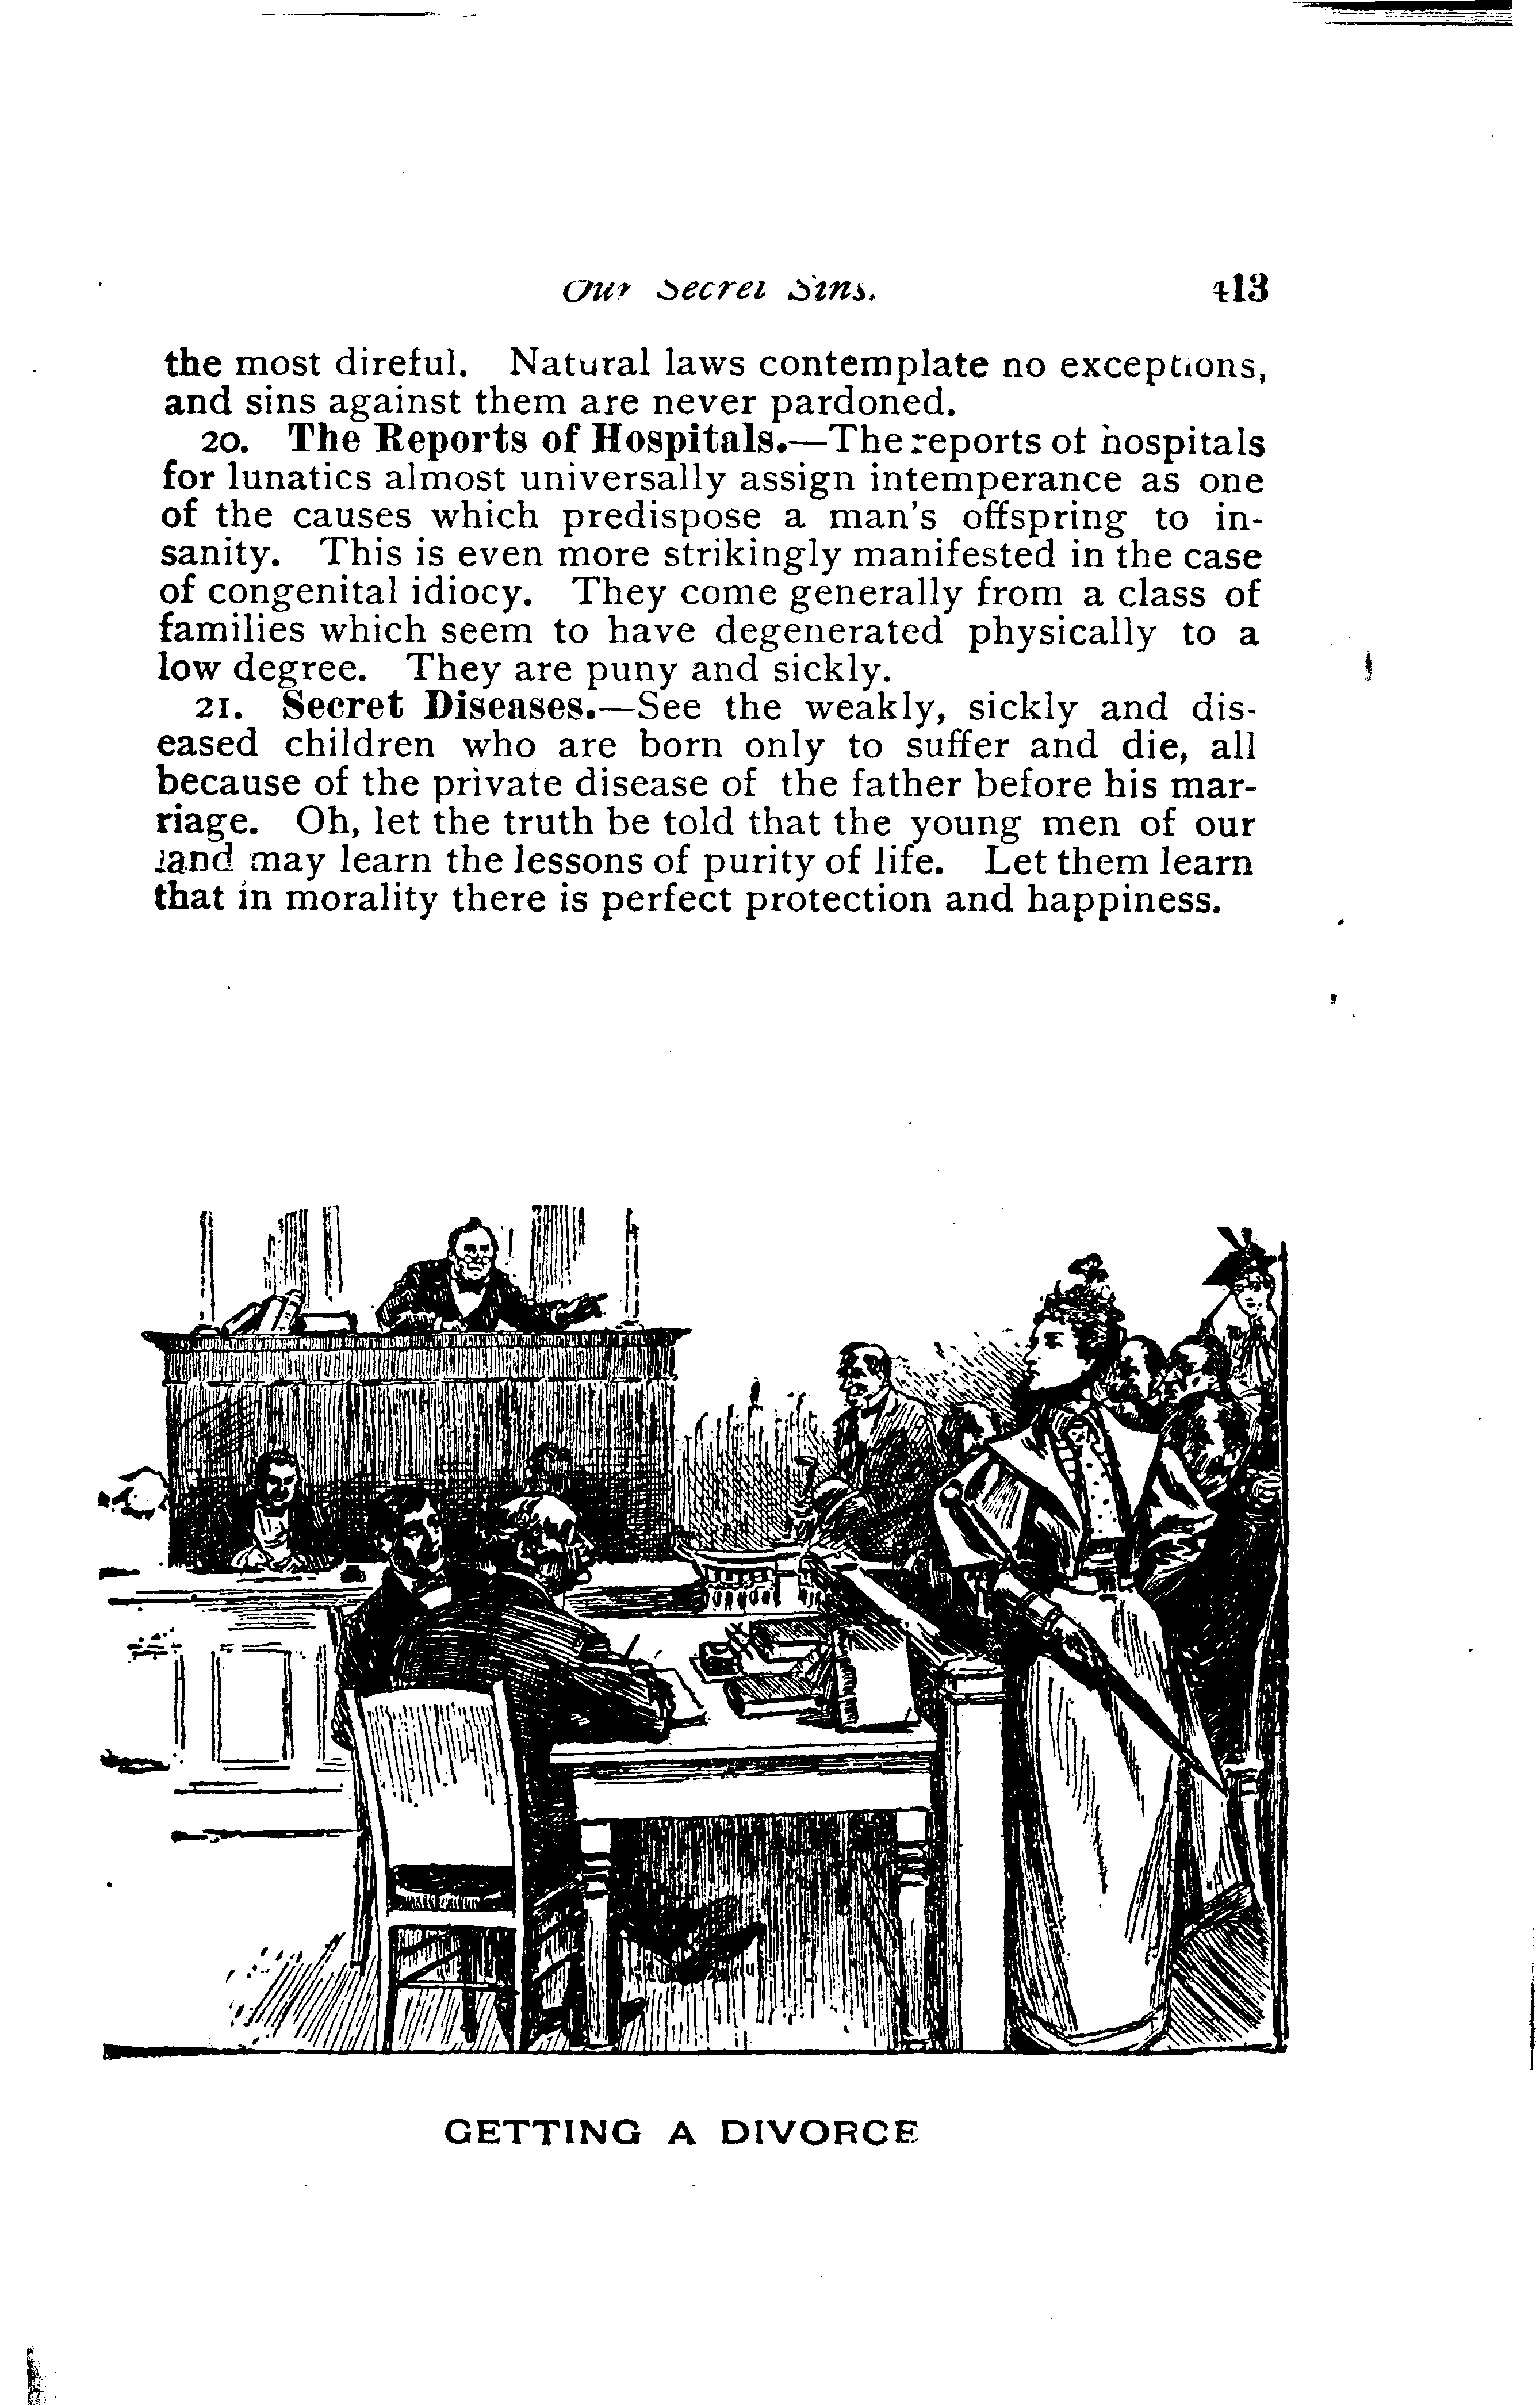 Our Secret Sins. 413
the most direful. Natural laws contemplate no exceptions,
and sins against them are never pardoned.
20. The Reports of Hospitals.—The reports of hospitals
for lunatics almost universally assign intemperance as one
of the causes which predispose a man's offspring to in-
sanity. This is even more strikingly manifested in the case
of congenital idiocy. They come generally from a class of
families which seem to have degenerated physically to a
low degree. They are puny and sickly.
21. Secret Diseases.—See the weakly, sickly and dis-
eased children who are born only to suffer and die, all
because of the private disease of the father before his mar-
riage. Oh, let the truth be told that the young men of our
land may learn the lessons of purity of life. Let them learn
that in morality there is perfect protection and happiness.
GETTING A DIVORCE